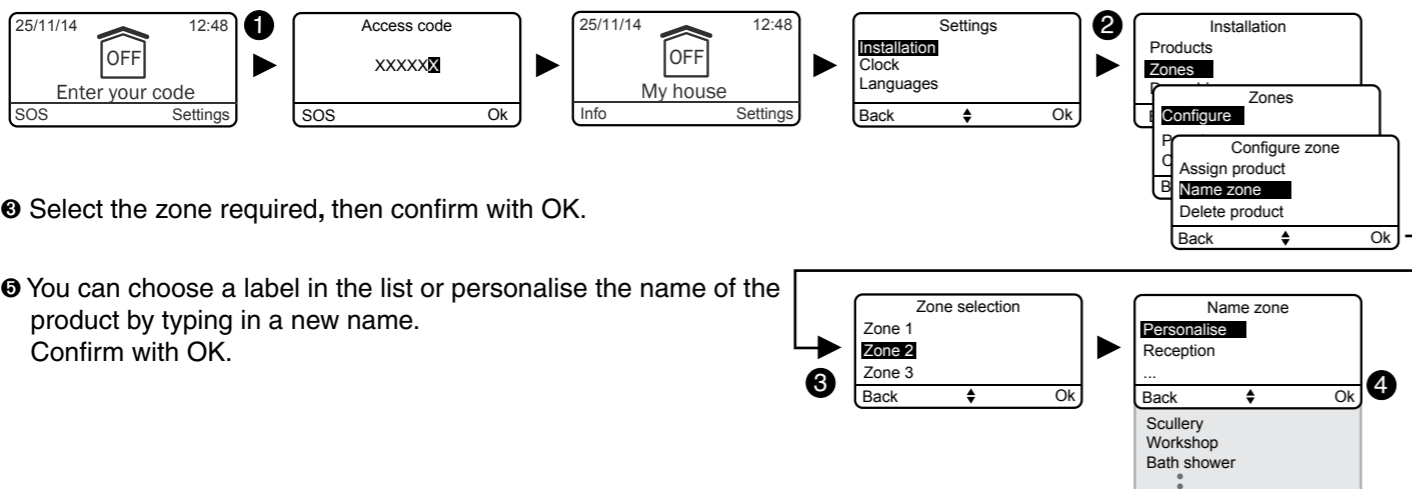 25/11/14 12:48
OFF
Enter your code
SOS Settings
❶
Access code
XXXXXX
SOS Ok
25/11/14 12:48
OFF
My house
Info Settings
Settings
Installation
Clock
Languages
Back Ok
❷
Installation
Products
Zones
Zones
Configure
Configure zone
Assign product
Name zone
Delete product
Back Ok
❸ Select the zone required, then confirm with OK.
❺ You can choose a label in the list or personalise the name of the
product by typing in a new name.
Confirm with OK.
❸
Zone selection
Zone 1
Zone 2
Zone 3
Back Ok
Name zone
Personalise
Reception
...
Back Ok
❹
Scullery
Workshop
Bath shower